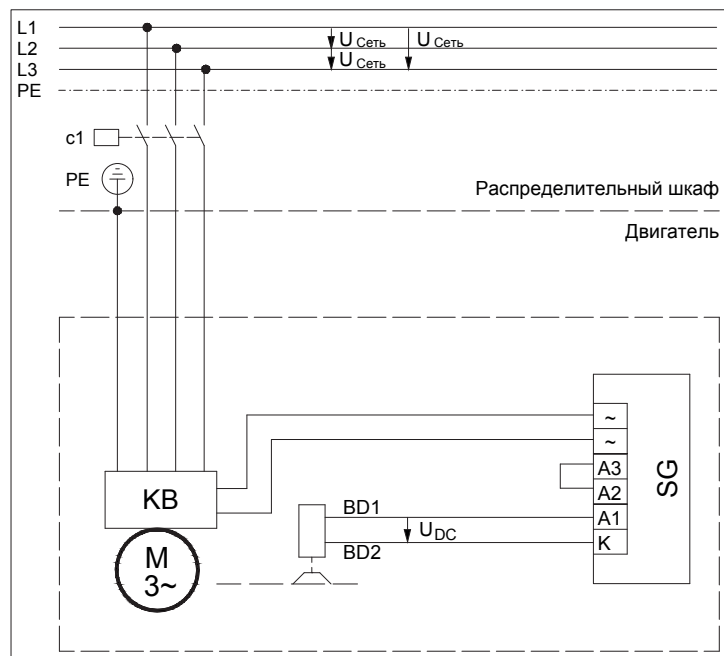 L1
U Сеть U Сеть
L2
U Сеть
L3
PE
c1
PE
Распределительный шкаф
Двигатель
~
~
A3
A2
A1
K
SG
KB
BD1
UDC
BD2
M
3~